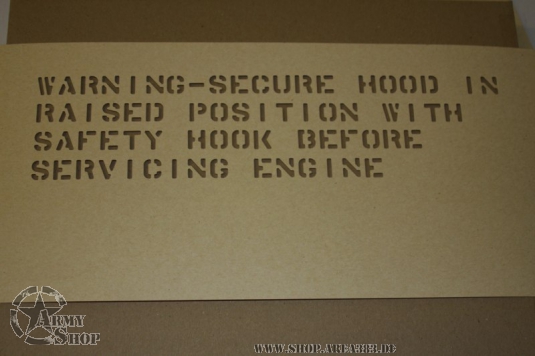 WARNING-SECURE HOOD IN
RAISED POSITION WITH
SAFETY HOOK BEFORE
SERVICING ENGINE
ARMY
SHOP